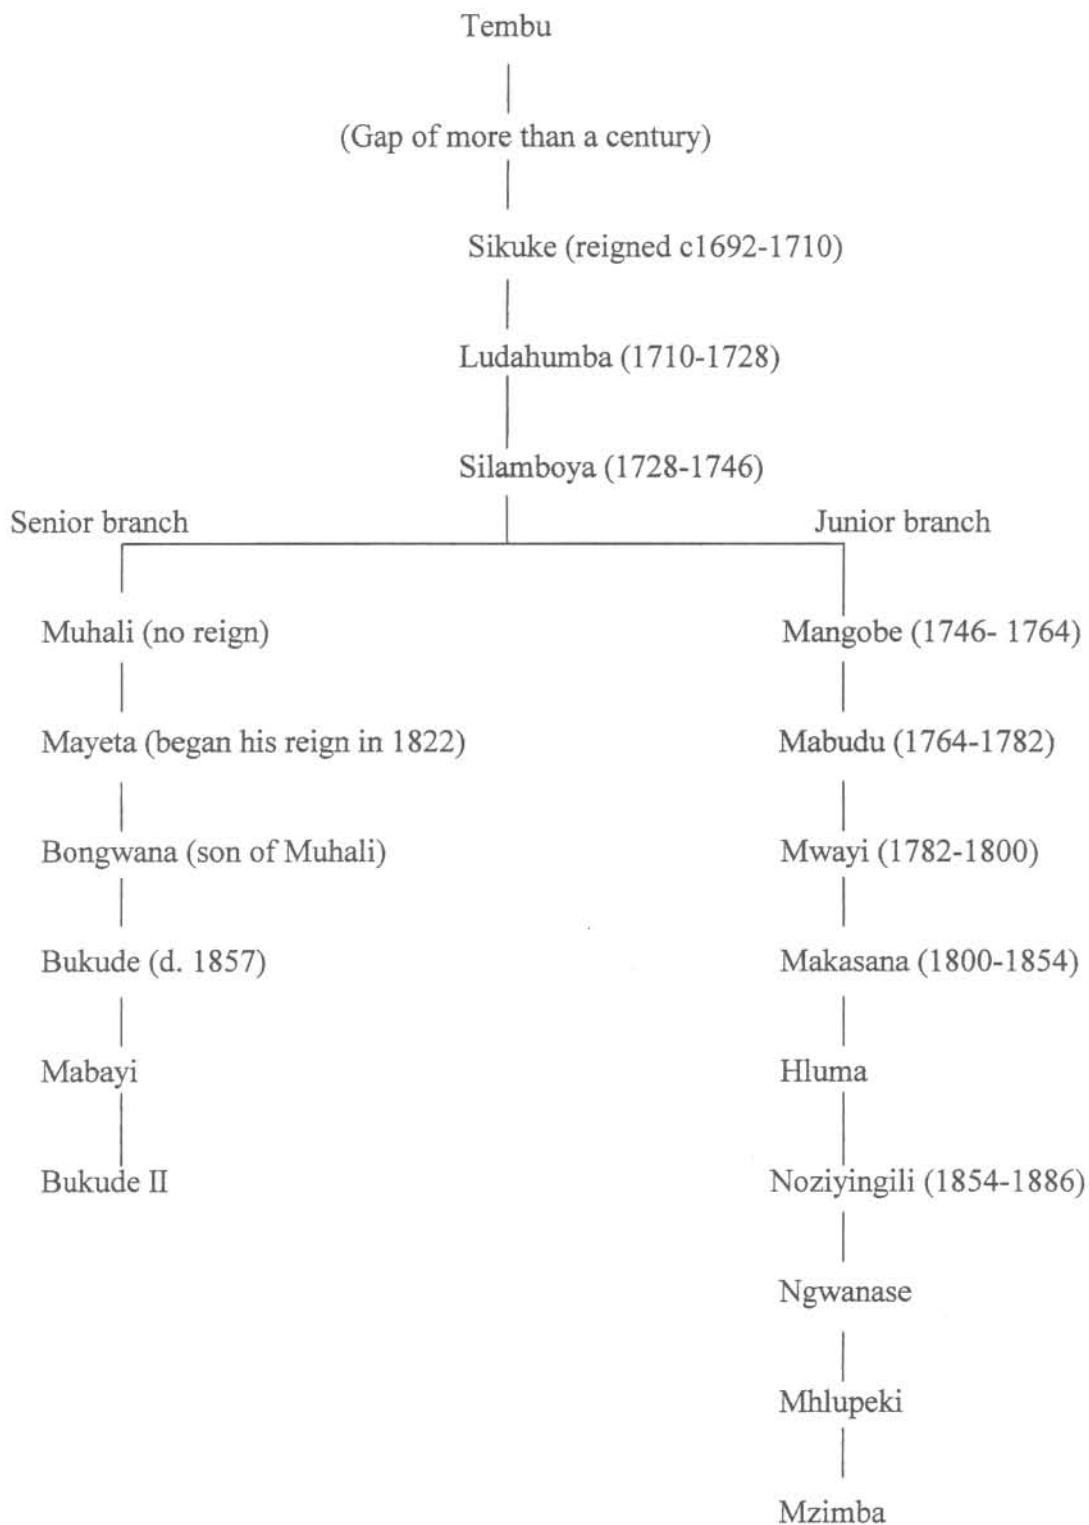 Tembu
(Gap of more than a century)
Sikuke (reigned c1692-1710)
Ludahumba (1710-1728)
Silamboya (1728-1746)
Senior branch
Junior branch
Muhali (no reign)
Mangobe (1746- 1764)
Mayeta (began his reign in 1822)
Mabudu (1764-1782)
Bongwana (son of Muhali)
Mwayi (1782-1800)
Bukude (d. 1857)
Makasana (1800-1854)
Mabayi
Hluma
Bukude II
Noziyingili (1854-1886)
Ngwanase
Mhlupeki
Mzimba